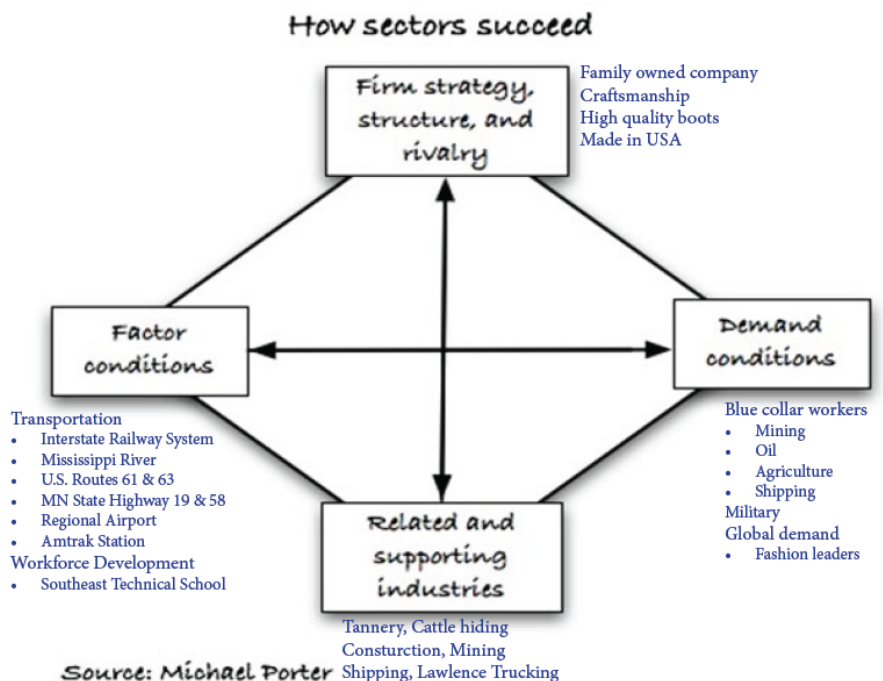 How sectors succeed
Firm strategy,
structure, and
rivalry
Family owned company
Craftsmanship
High quality boots
Made in USA
Factor
conditions
Demand
conditions
Transportation
• Interstate Railway System
• Mississippi River
• U.S. Routes 61 & 63
• MN State Highway 19 & 58
• Regional Airport
• Amtrak Station
Workforce Development
• Southeast Technical School
Blue collar workers
• Mining
• Oil
• Agriculture
• Shipping
Military
Global demand
• Fashion leaders
Related and
supporting
industries
Tannery, Cattle hiding
Consturction, Mining
Shipping, Lawlence Trucking
Source: Michael Porter